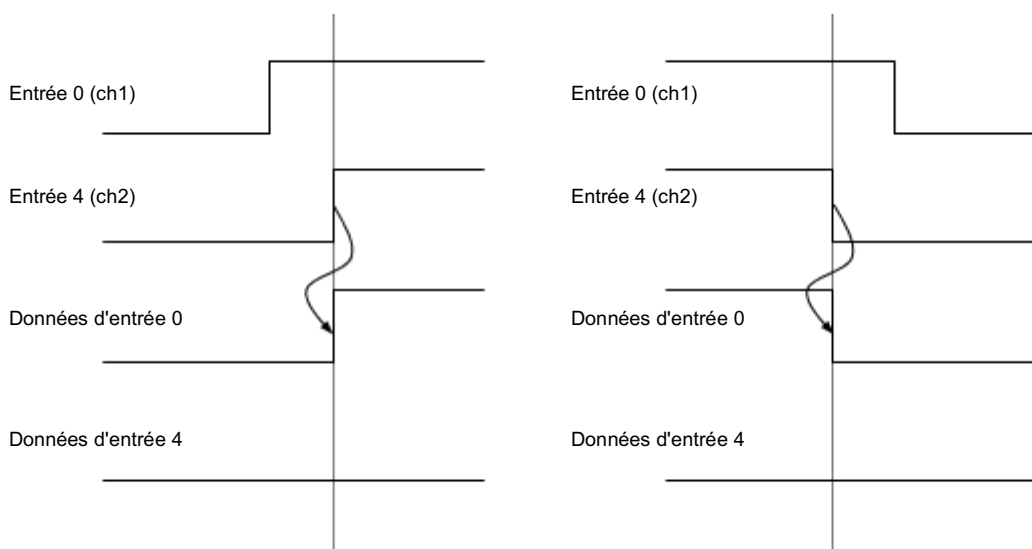 Entrée 0 (ch1)
Entrée 4 (ch2)
Données d'entrée 0
Données d'entrée 4
Entrée 0 (ch1)
Entrée 4 (ch2)
Données d'entrée 0
Données d'entrée 4